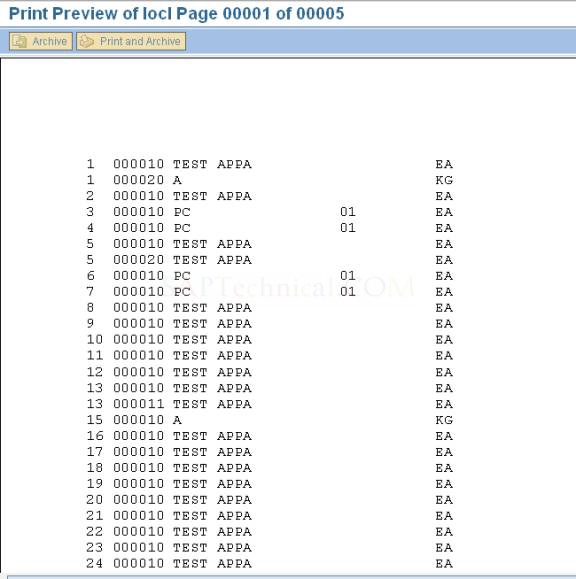 Print Preview of locl Page 00001 of 00005
Archive Print and Archive
1 000010 TEST APPA EA
1 000020 A KG
2 000010 TEST APPA EA
3 000010 PC 01 EA
4 000010 PC 01 EA
5 000010 TEST APPA EA
5 000020 TEST APPA EA
6 000010 PC 01 EA
SAPTechnical.COM
7 000010 PC 01 EA
8 000010 TEST APPA EA
9 000010 TEST APPA EA
10 000010 TEST APPA EA
11 000010 TEST APPA EA
12 000010 TEST APPA EA
13 000010 TEST APPA EA
13 000011 TEST APPA EA
15 000010 A KG
16 000010 TEST APPA EA
17 000010 TEST APPA EA
18 000010 TEST APPA EA
19 000010 TEST APPA EA
20 000010 TEST APPA EA
21 000010 TEST APPA EA
22 000010 TEST APPA EA
23 000010 TEST APPA EA
24 000010 TEST APPA EA